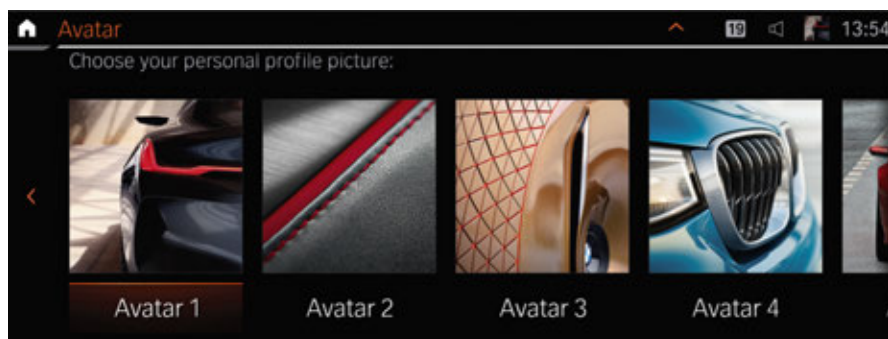 Avatar
19
13:54
Choose your personal profile picture:
Avatar 1 Avatar 2 Avatar 3 Avatar 4